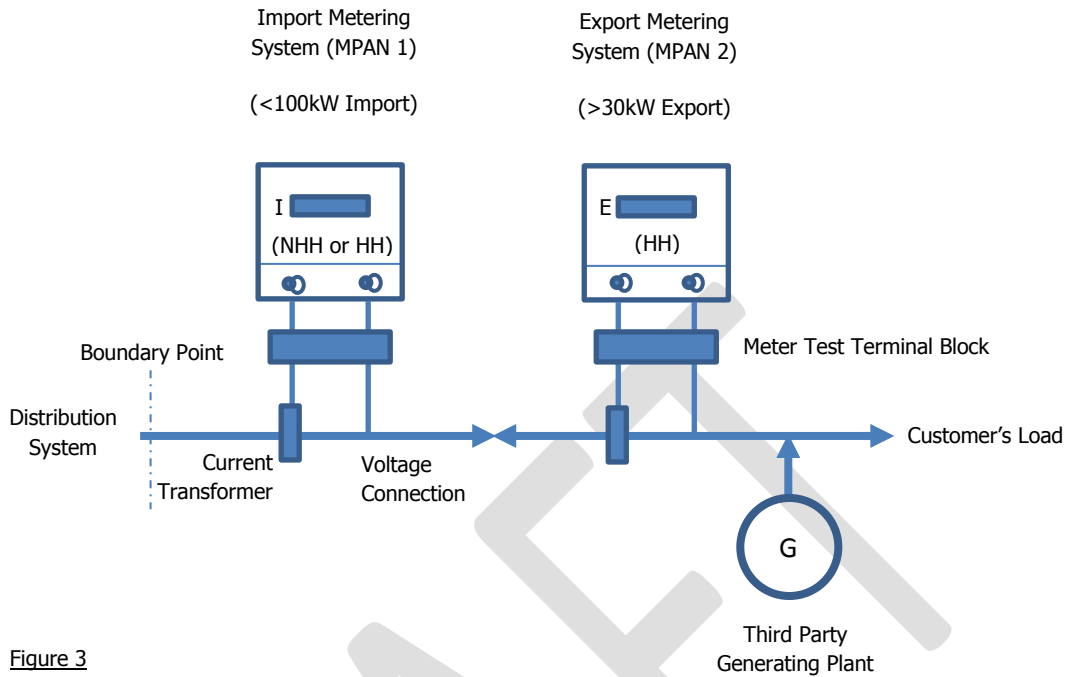 Import Metering
System (MPAN 1)
(<100kW Import)
Export Metering
System (MPAN 2)
(>30kW Export)
I
(NHH or HH)
E
(HH)
Boundary Point
Meter Test Terminal Block
Distribution
System
Customer’s Load
Current
Transformer
Voltage
Connection
G
Third Party
Generating Plant
Figure 3